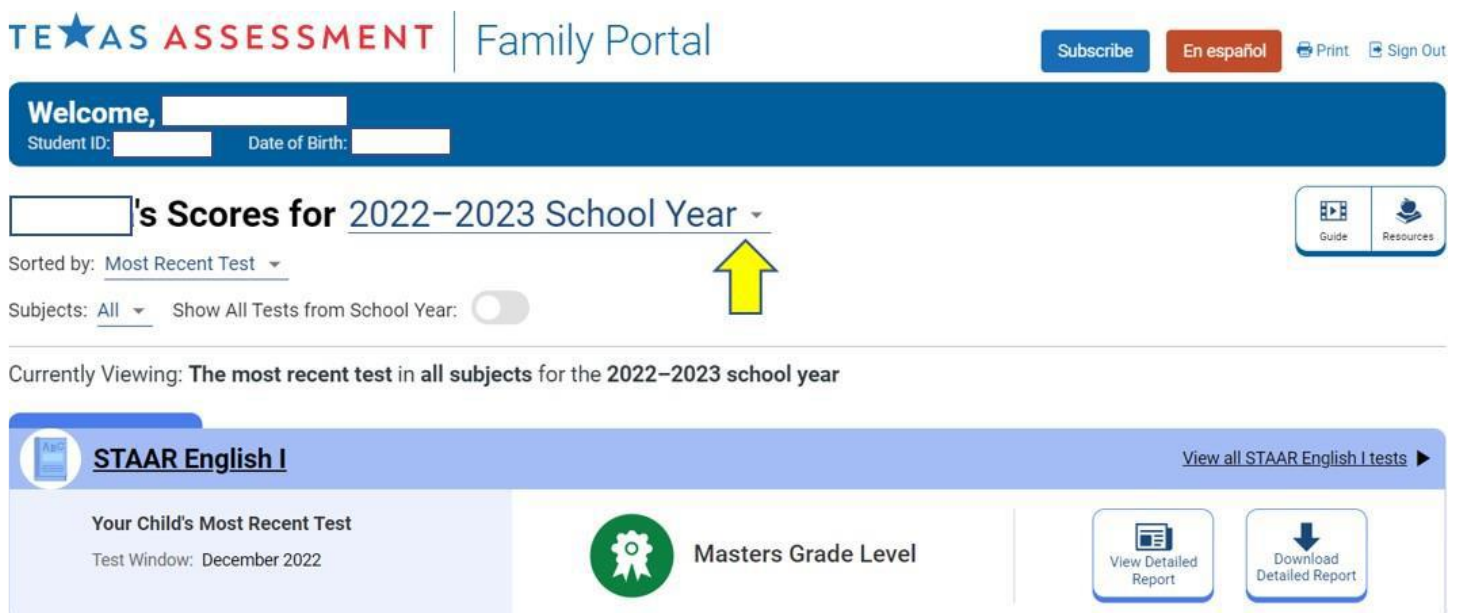 TEXAS ASSESSMENT Family Portal
Subscribe En español Print Sign Out
Welcome,
Student ID: Date of Birth:
's Scores for 2022–2023 School Year
Guide Resources
Sorted by: Most Recent Test
Subjects: All Show All Tests from School Year:
Currently Viewing: The most recent test in all subjects for the 2022–2023 school year
ABC
STAAR English I View all STAAR English I tests
Your Child's Most Recent Test
Test Window: December 2022
Masters Grade Level
View Detailed
Report
Download
Detailed Report